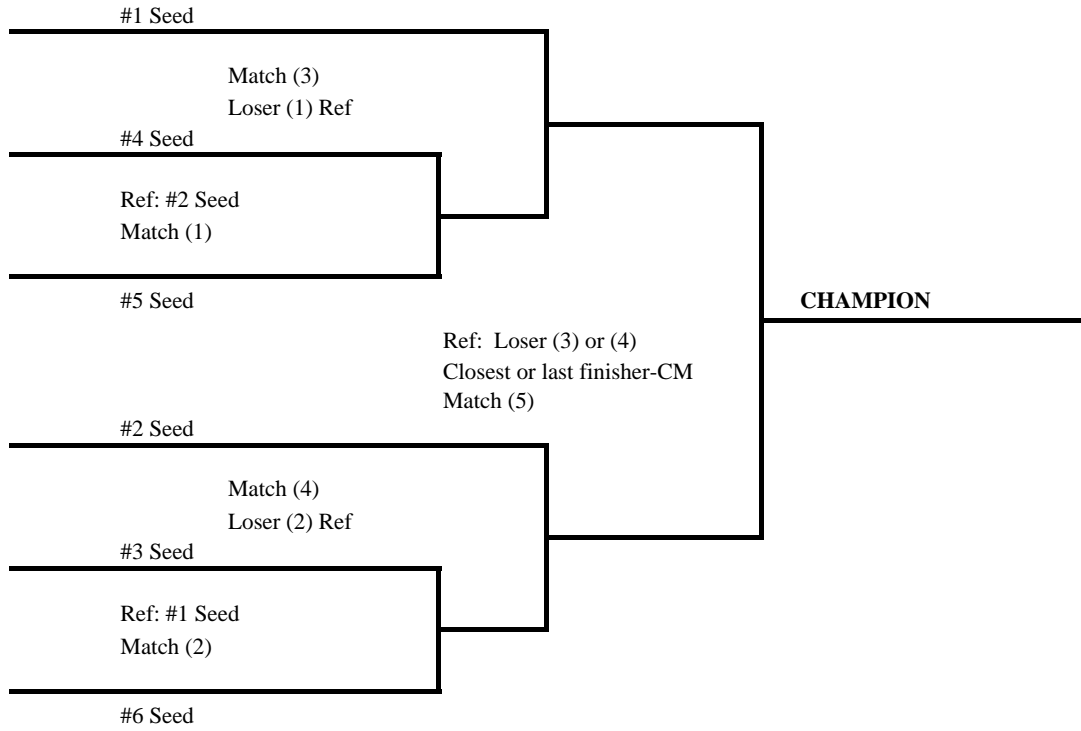 #1 Seed
Match (3)
Loser (1) Ref
#4 Seed
Ref: #2 Seed
Match (1)
#5 Seed
CHAMPION
Ref:  Loser (3) or (4)
Closest or last finisher-CM
Match (5)
#2 Seed
Match (4)
Loser (2) Ref
#3 Seed
Ref: #1 Seed
Match (2)
#6 Seed